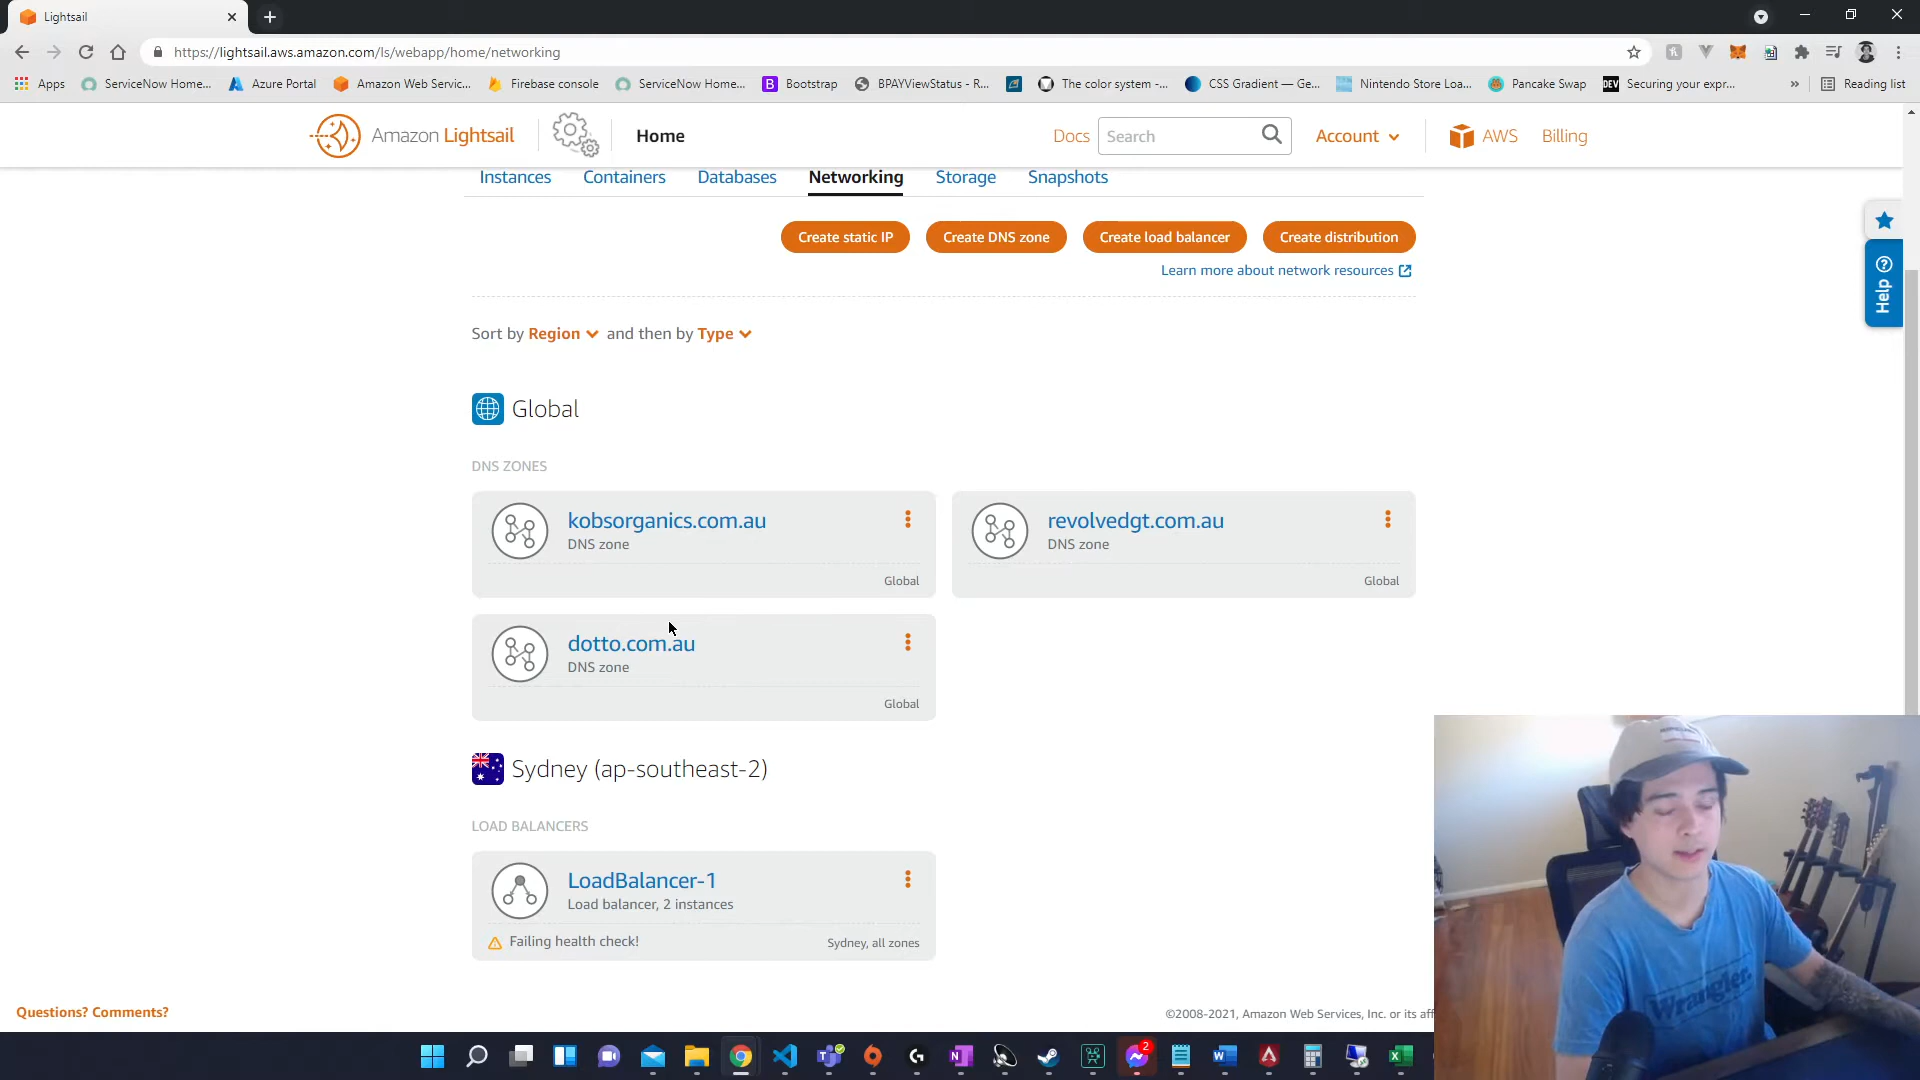 Lightsail
https://lightsail.aws.amazon.com/ls/webapp/home/networking
Apps ServiceNow Home... Azure Portal Amazon Web Servic... Firebase console ServiceNow Home... Bootstrap BPAYViewStatus - R... The color system -... CSS Gradient — Ge... Nintendo Store Loa... Pancake Swap DEV Securing your expr... » Reading list
Amazon Lightsail Home Docs Search Account AWS Billing
Instances Containers Databases Networking Storage Snapshots
Create static IP Create DNS zone Create load balancer Create distribution
Learn more about network resources
Help
Sort by Region and then by Type
Global
DNS ZONES
kobsorganics.com.au
DNS zone
Global
revolvedgt.com.au
DNS zone
Global
dotto.com.au
DNS zone
Global
Sydney (ap-southeast-2)
LOAD BALANCERS
LoadBalancer-1
Load balancer, 2 instances
Failing health check! Sydney, all zones
Questions? Comments? ©2008-2021, Amazon Web Services, Inc. or its aff
Wrangler
2